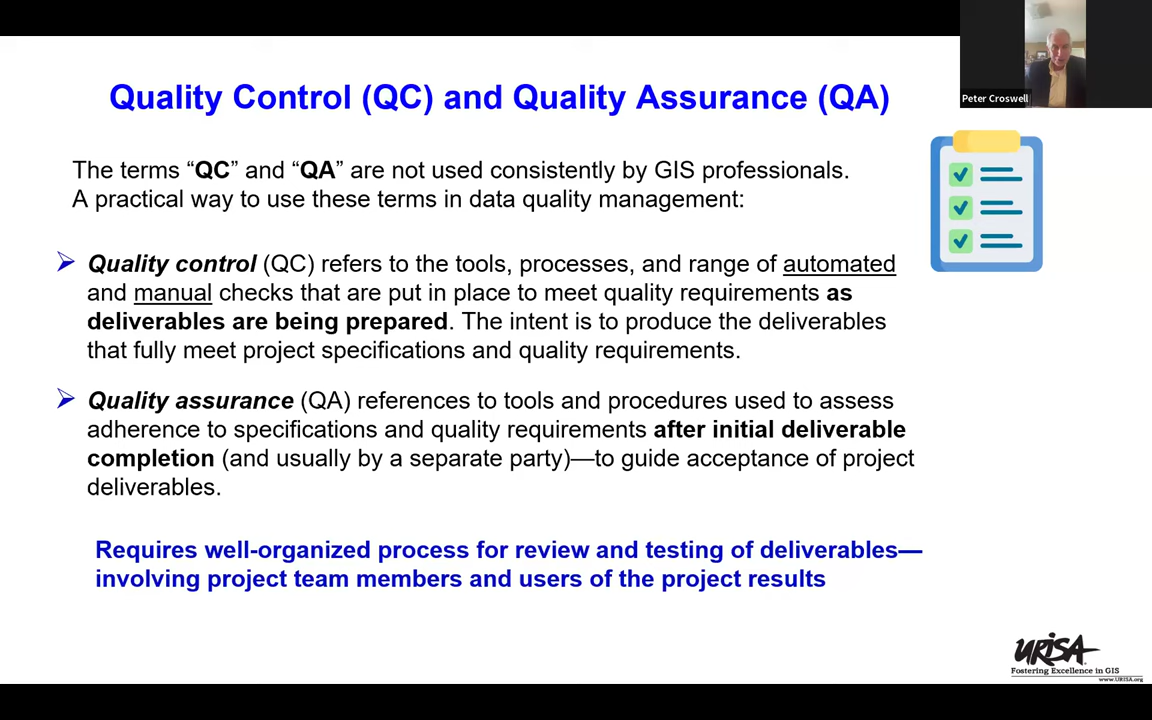 Peter Croswell
Quality Control (QC) and Quality Assurance (QA)
The terms “QC” and “QA” are not used consistently by GIS professionals.
A practical way to use these terms in data quality management:
➢ Quality control (QC) refers to the tools, processes, and range of automated
and manual checks that are put in place to meet quality requirements as
deliverables are being prepared. The intent is to produce the deliverables
that fully meet project specifications and quality requirements.
➢ Quality assurance (QA) references to tools and procedures used to assess
adherence to specifications and quality requirements after initial deliverable
completion (and usually by a separate party)—to guide acceptance of project
deliverables.
Requires well-organized process for review and testing of deliverables—
involving project team members and users of the project results
URISA
Fostering Excellence in GIS
www.URISA.org